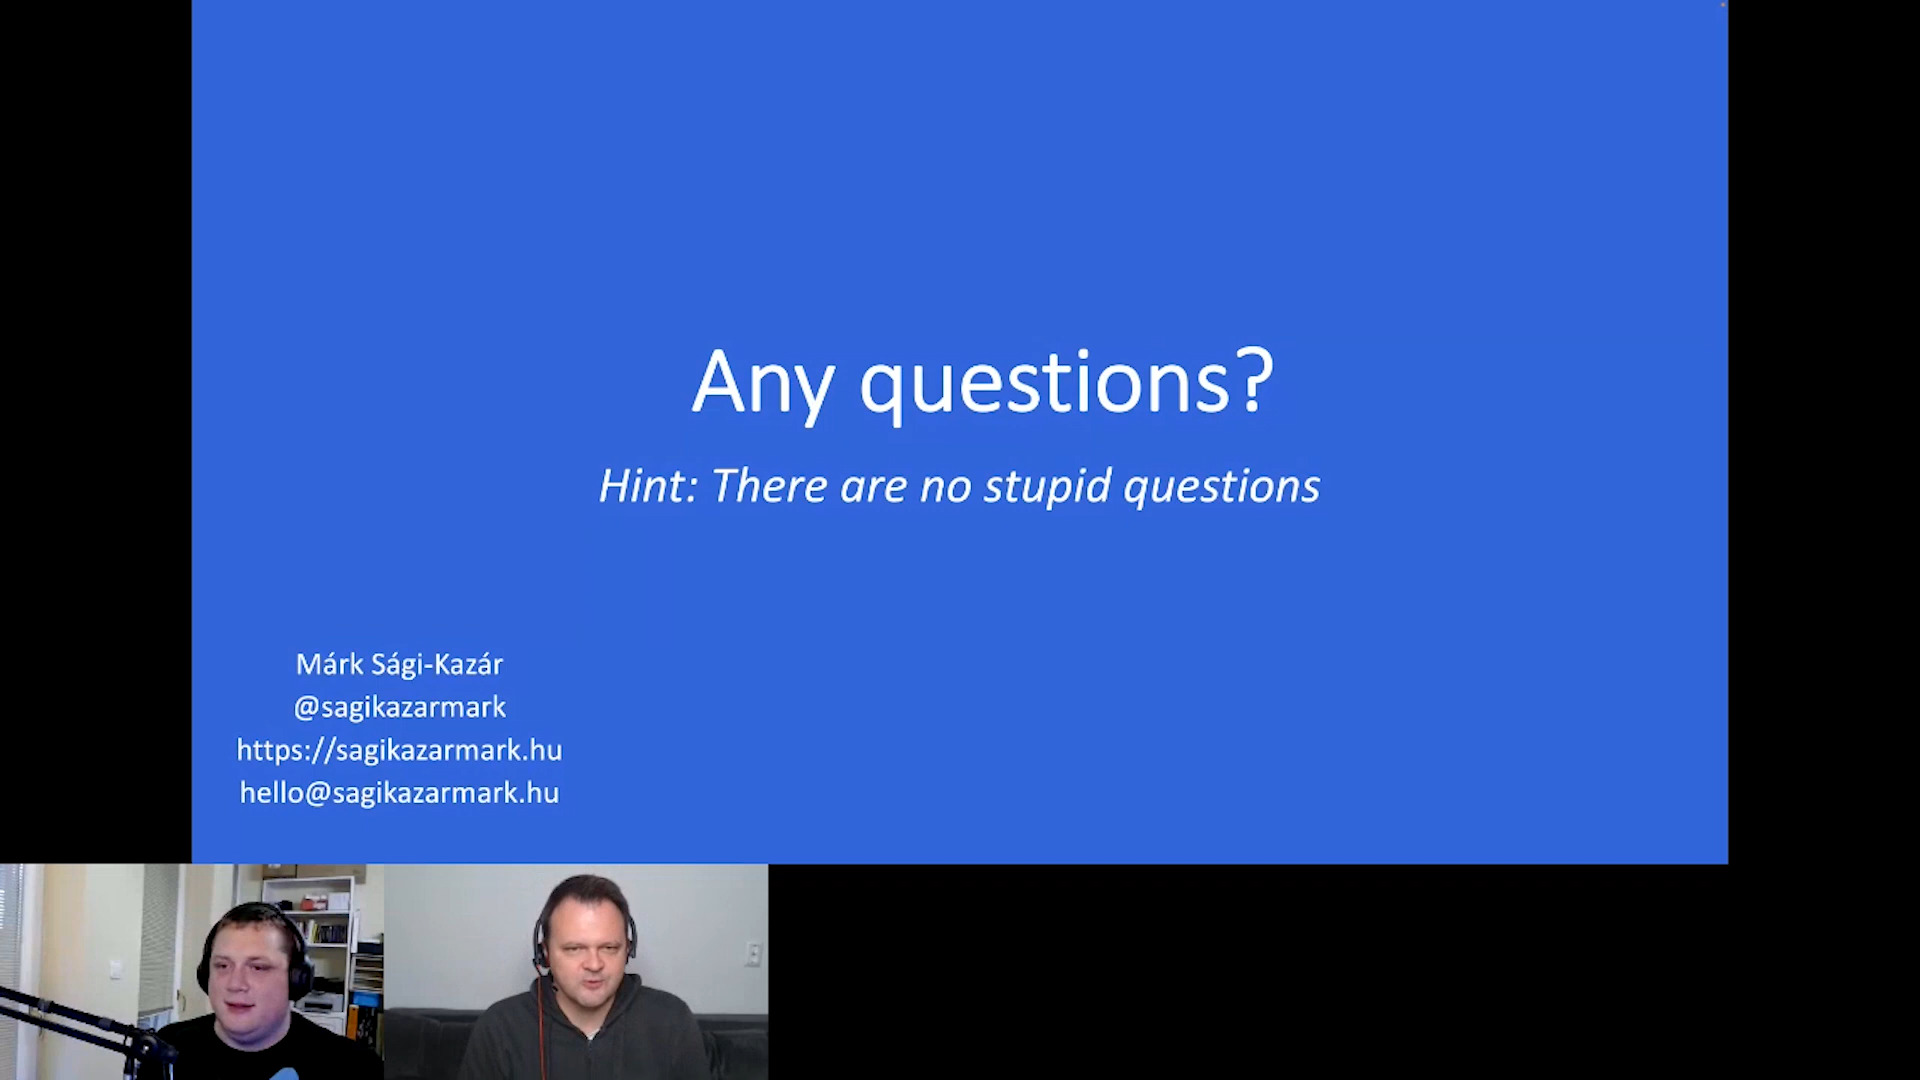 Any questions?
Hint: There are no stupid questions
Márk Sági-Kazár
@sagikazarmark
https://sagikazarmark.hu
hello@sagikazarmark.hu